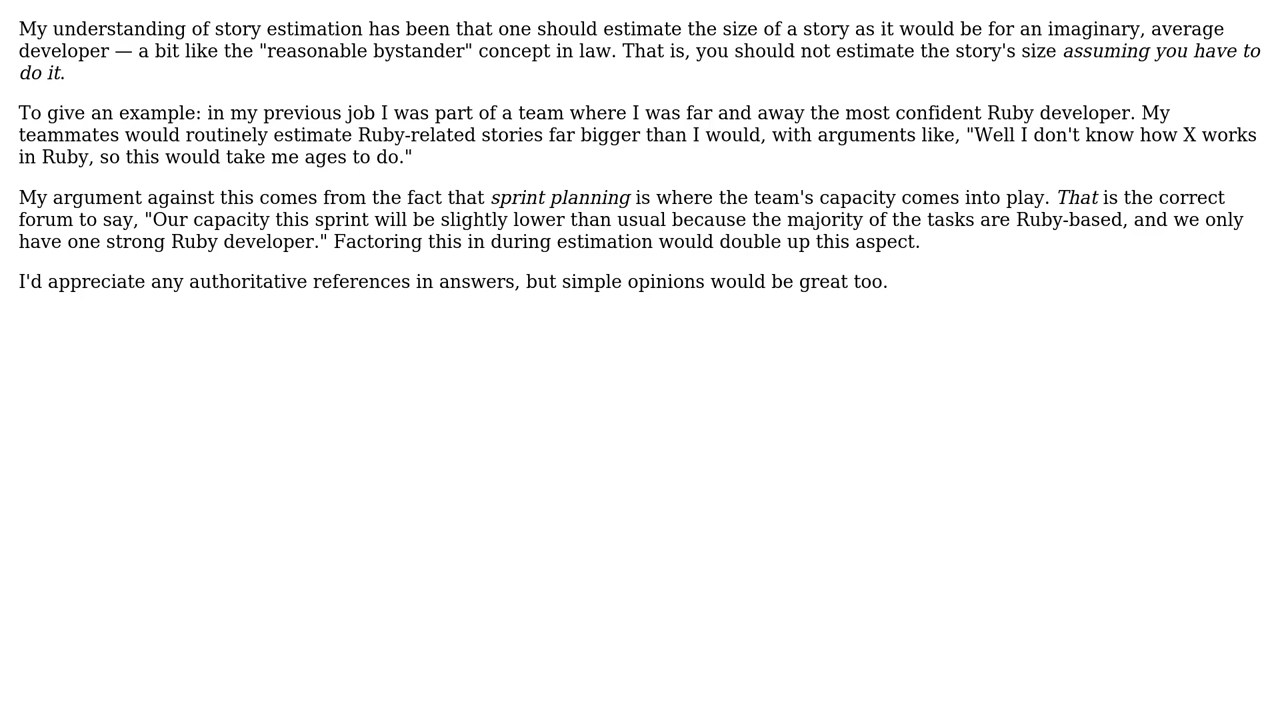 My understanding of story estimation has been that one should estimate the size of a story as it would be for an imaginary, average
developer — a bit like the "reasonable bystander" concept in law. That is, you should not estimate the story's size assuming you have to
do it.
To give an example: in my previous job I was part of a team where I was far and away the most confident Ruby developer. My
teammates would routinely estimate Ruby-related stories far bigger than I would, with arguments like, "Well I don't know how X works
in Ruby, so this would take me ages to do."
My argument against this comes from the fact that sprint planning is where the team's capacity comes into play. That is the correct
forum to say, "Our capacity this sprint will be slightly lower than usual because the majority of the tasks are Ruby-based, and we only
have one strong Ruby developer." Factoring this in during estimation would double up this aspect.
I'd appreciate any authoritative references in answers, but simple opinions would be great too.